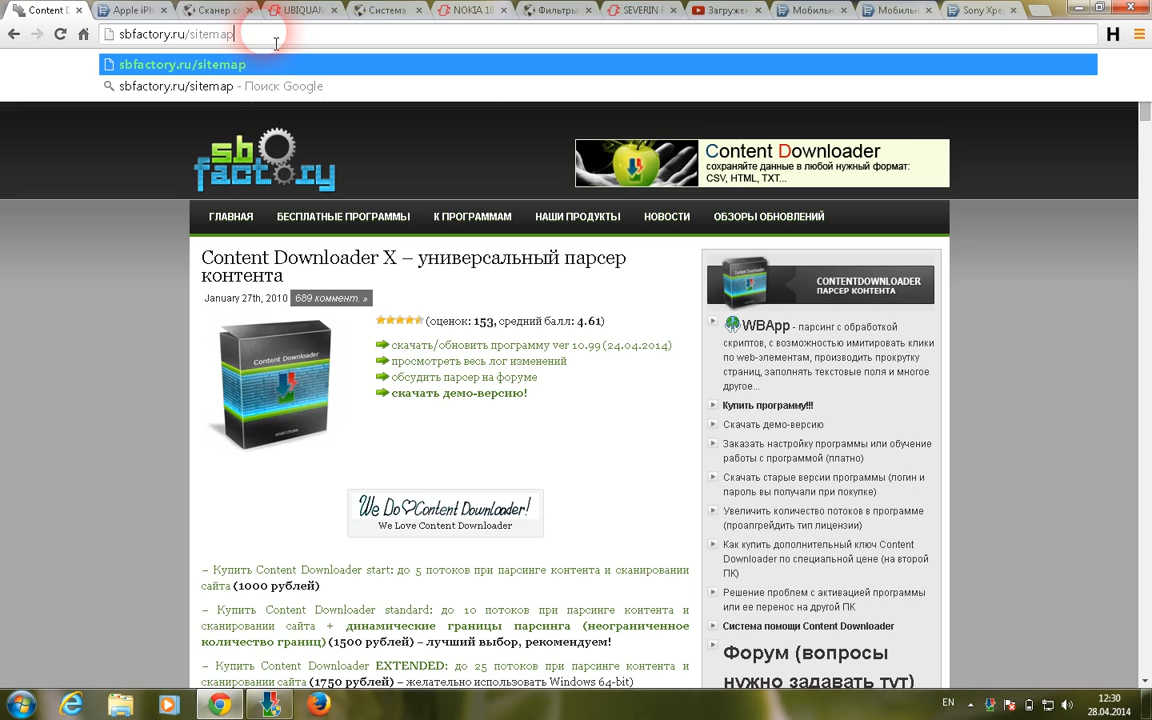 Content D
Apple iPh
Сканер с
UBIQUAN
Система
NOKIA 10
Фильтры
SEVERIN
Загружен
Мобильн
Мобильн
Sony Xpe
sbfactory.ru/sitemap
H
sbfactory.ru/sitemap
sbfactory.ru/sitemap - Поиск Google
sb factory
Content Downloader
сохраняйте данные в любой нужный формат:
CSV, HTML, TXT...
ГЛАВНАЯ БЕСПЛАТНЫЕ ПРОГРАММЫ К ПРОГРАММАМ НАШИ ПРОДУКТЫ НОВОСТИ ОБЗОРЫ ОБНОВЛЕНИЙ
Content Downloader X – универсальный парсер
контента
January 27th, 2010 689 коммент. »
(оценок: 153, средний балл: 4.61)
скачать/обновить программу ver 10.99 (24.04.2014)
просмотреть весь лог изменений
обсудить парсер на форуме
скачать демо-версию!
Content Downloader
We Do Content Downloader!
We Love Content Downloader
– Купить Content Downloader start: до 5 потоков при парсинге контента и сканировании
сайта (1000 рублей)
– Купить Content Downloader standard: до 10 потоков при парсинге контента и
сканировании сайта + динамические границы парсинга (неограниченное
количество границ) (1500 рублей) – лучший выбор, рекомендуем!
– Купить Content Downloader EXTENDED: до 25 потоков при парсинге контента и
сканировании сайта (1750 рублей) – желательно использовать Windows 64-bit)
CONTENTDOWNLOADER
ПАРСЕР КОНТЕНТА
WBApp - парсинг с обработкой
скриптов, с возможностью имитировать клики
по web-элементам, производить прокрутку
страниц, заполнять текстовые поля и многое
другое...
Купить программу!!!
Скачать демо-версию
Заказать настройку программы или обучение
работы с программой (платно)
Скачать старые версии программы (логин и
пароль вы получали при покупке)
Увеличить количество потоков в программе
(проапгрейдить тип лицензии)
Как купить дополнительный ключ Content
Downloader по специальной цене (на второй
ПК)
Решение проблем с активацией программы
или ее перенос на другой ПК
Система помощи Content Downloader
Форум (вопросы
нужно задавать тут)
EN
12:30
28.04.2014